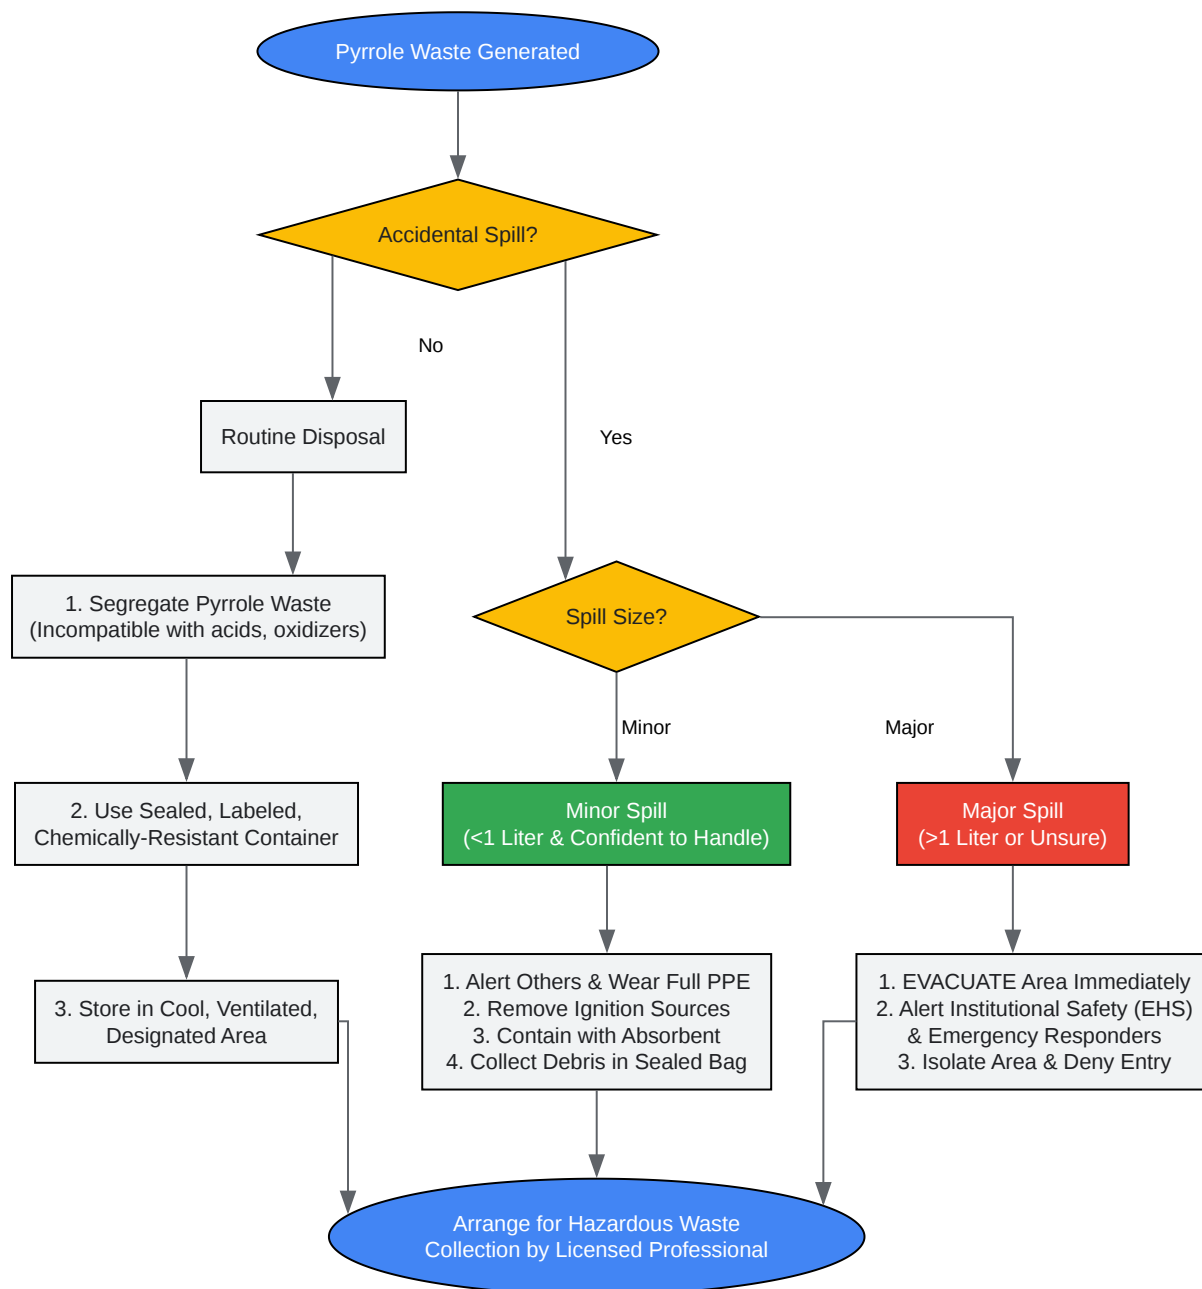 Pyrrole Waste Generated
Accidental Spill?
No
Yes
Routine Disposal
1. Segregate Pyrrole Waste
(Incompatible with acids, oxidizers)
Spill Size?
Minor
Major
2. Use Sealed, Labeled,
Chemically-Resistant Container
Minor Spill
(<1 Liter & Confident to Handle)
Major Spill
(>1 Liter or Unsure)
3. Store in Cool, Ventilated,
Designated Area
1. Alert Others & Wear Full PPE
2. Remove Ignition Sources
3. Contain with Absorbent
4. Collect Debris in Sealed Bag
1. EVACUATE Area Immediately
2. Alert Institutional Safety (EHS)
& Emergency Responders
3. Isolate Area & Deny Entry
Arrange for Hazardous Waste
Collection by Licensed Professional